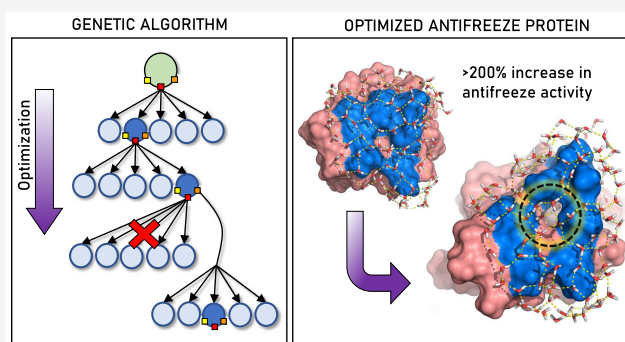 GENETIC ALGORITHM
Optimization
OPTIMIZED ANTIFREEZE PROTEIN
>200% increase in
antifreeze activity